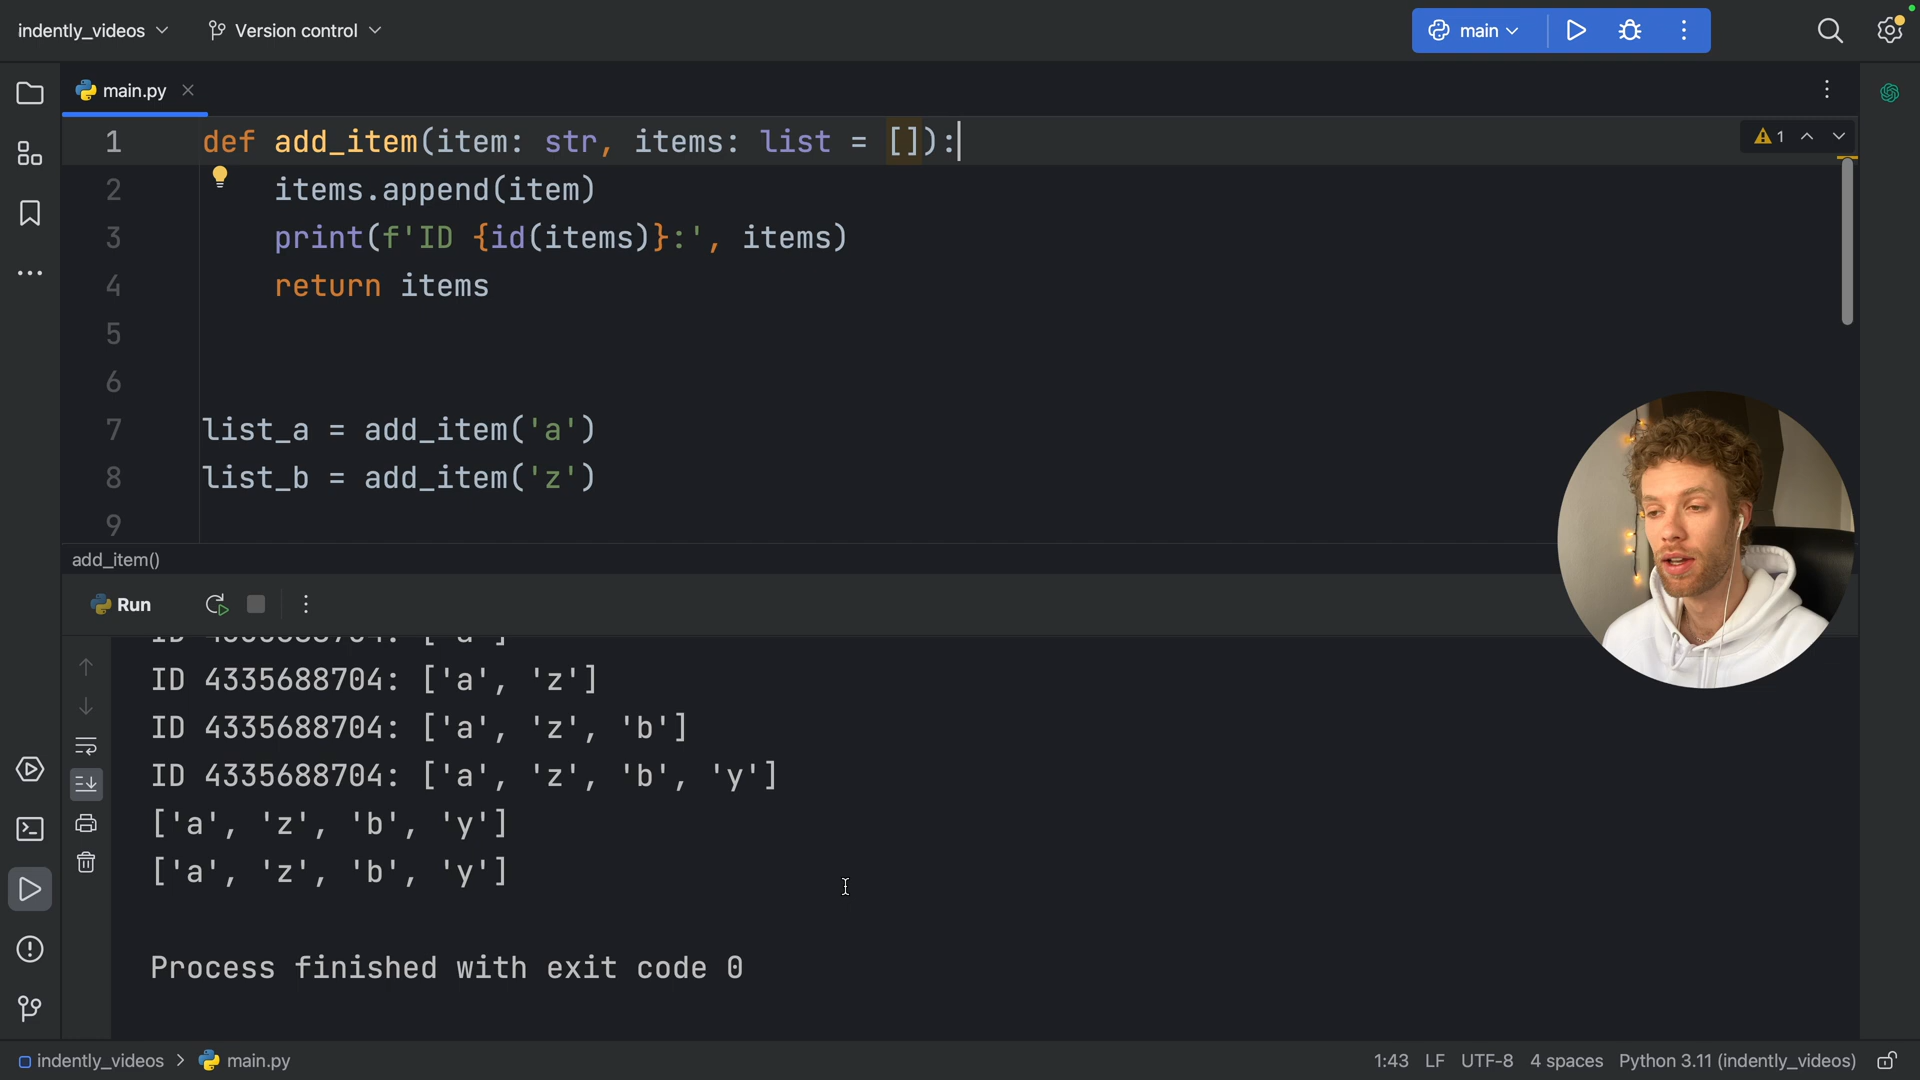 indently_videos Version control main
main.py
1 def add_item(item: str, items: list = []): 1
2 items.append(item)
3 print(f'ID {id(items)}:', items)
4 return items
5
6
7 list_a = add_item('a')
8 list_b = add_item('z')
9
add_item()
Run
ID 4335688704: ['a', 'z']
ID 4335688704: ['a', 'z', 'b']
ID 4335688704: ['a', 'z', 'b', 'y']
['a', 'z', 'b', 'y']
['a', 'z', 'b', 'y']
Process finished with exit code 0
indently_videos > main.py 1:43 LF UTF-8 4 spaces Python 3.11 (indently_videos)